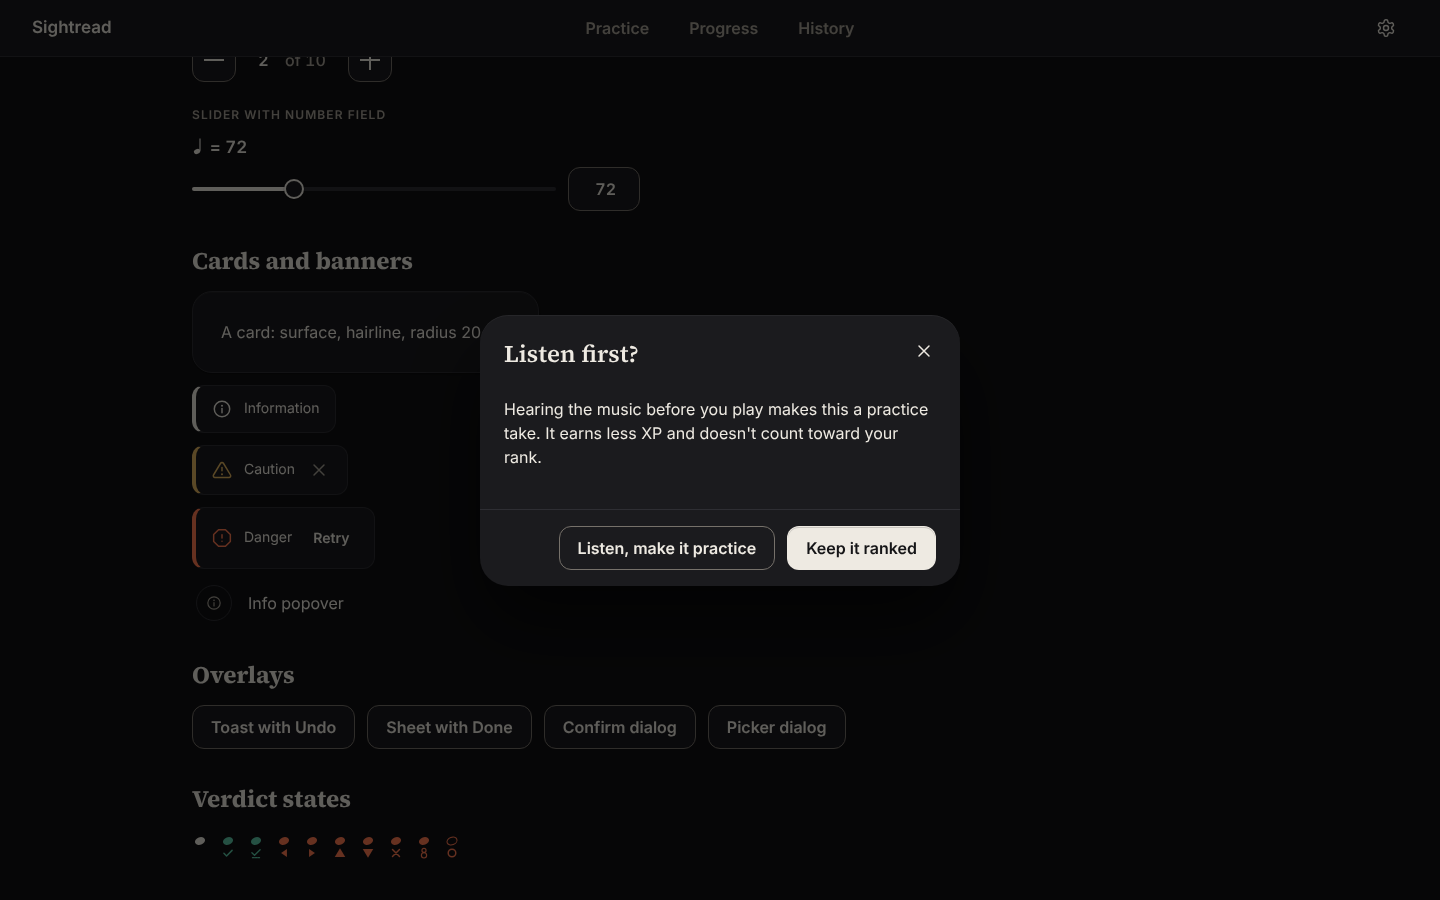 Sightread
Practice
Progress
History
2 of 10
SLIDER WITH NUMBER FIELD
♩ = 72
72
Cards and banners
A card: surface, hairline, radius 20
Information
Caution
Danger Retry
Info popover
Listen first?
Hearing the music before you play makes this a practice
take. It earns less XP and doesn't count toward your
rank.
Listen, make it practice
Keep it ranked
Overlays
Toast with Undo
Sheet with Done
Confirm dialog
Picker dialog
Verdict states